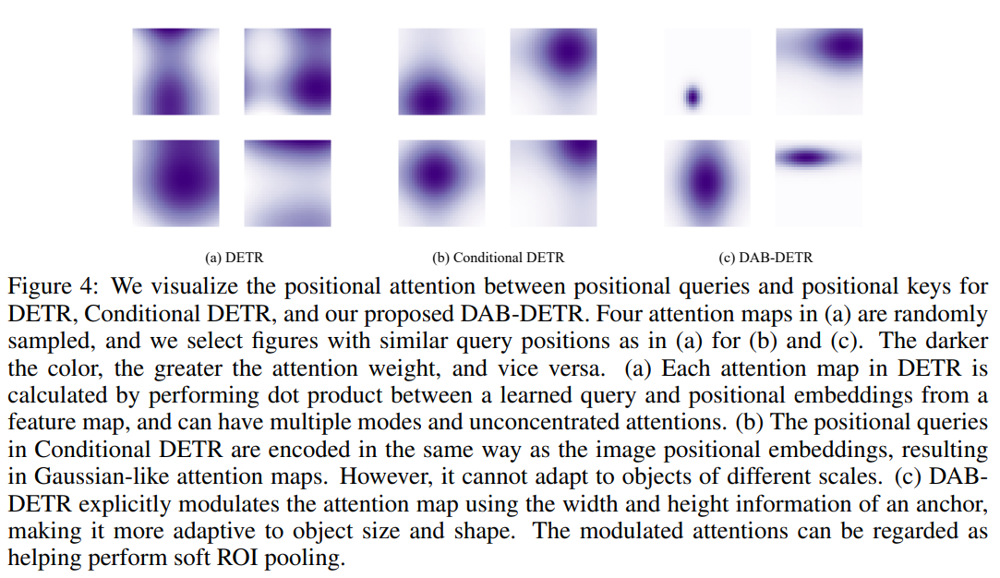 (a) DETR
(b) Conditional DETR
(c) DAB-DETR
Figure 4: We visualize the positional attention between positional queries and positional keys for
DETR, Conditional DETR, and our proposed DAB-DETR. Four attention maps in (a) are randomly
sampled, and we select figures with similar query positions as in (a) for (b) and (c). The darker
the color, the greater the attention weight, and vice versa. (a) Each attention map in DETR is
calculated by performing dot product between a learned query and positional embeddings from a
feature map, and can have multiple modes and unconcentrated attentions. (b) The positional queries
in Conditional DETR are encoded in the same way as the image positional embeddings, resulting
in Gaussian-like attention maps. However, it cannot adapt to objects of different scales. (c) DAB-
DETR explicitly modulates the attention map using the width and height information of an anchor,
making it more adaptive to object size and shape. The modulated attentions can be regarded as
helping perform soft ROI pooling.